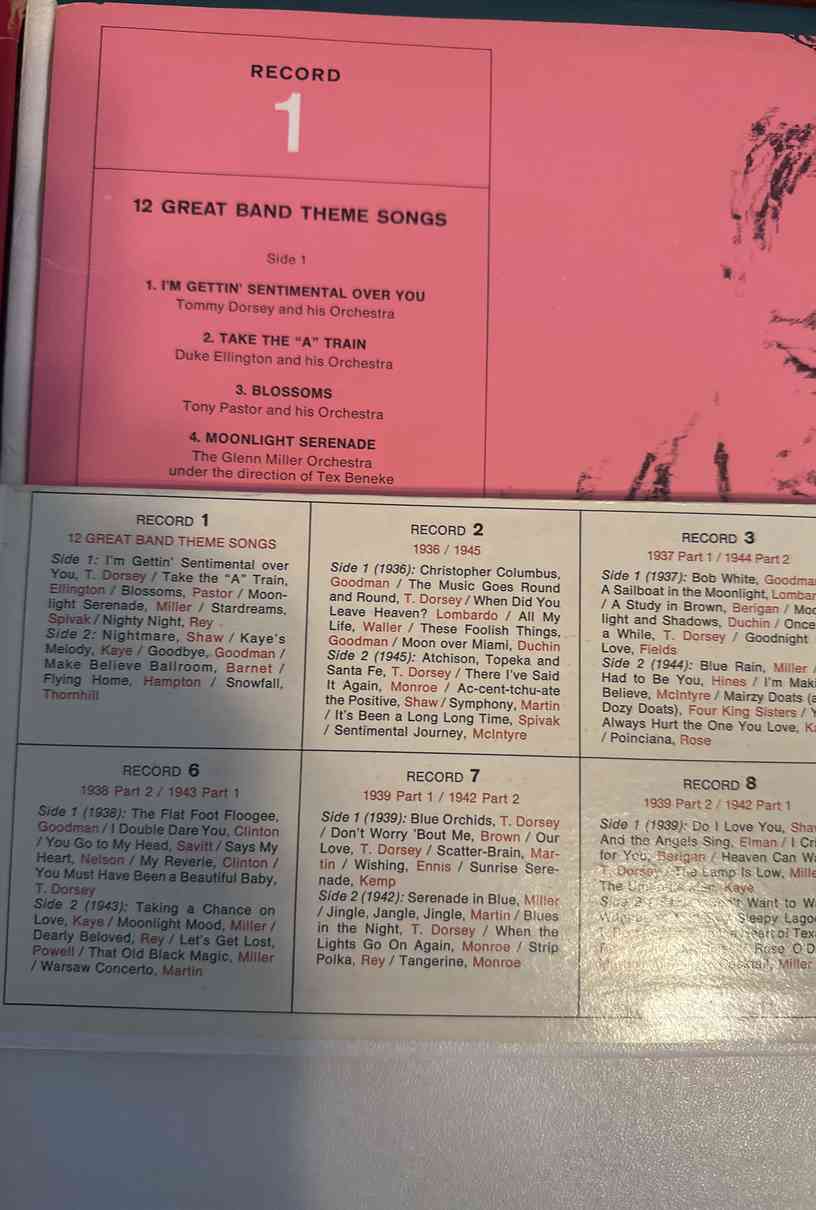 RECORD
1
12 GREAT BAND THEME SONGS
Side 1
1. I'M GETTIN' SENTIMENTAL OVER YOU
Tommy Dorsey and his Orchestra
2. TAKE THE “A” TRAIN
Duke Ellington and his Orchestra
3. BLOSSOMS
Tony Pastor and his Orchestra
4. MOONLIGHT SERENADE
The Glenn Miller Orchestra
under the direction of Tex Beneke
RECORD 1
12 GREAT BAND THEME SONGS
Side 1: I'm Gettin' Sentimental over
You, T. Dorsey / Take the “A” Train,
Ellington / Blossoms, Pastor / Moon-
light Serenade, Miller / Stardreams,
Spivak / Nighty Night, Rey
Side 2: Nightmare, Shaw / Kaye's
Melody, Kaye / Goodbye, Goodman /
Make Believe Ballroom, Barnet /
Flying Home, Hampton / Snowfall,
Thornhill
RECORD 2
1936 / 1945
Side 1 (1936): Christopher Columbus,
Goodman / The Music Goes Round
and Round, T. Dorsey / When Did You
Leave Heaven? Lombardo / All My
Life, Waller / These Foolish Things,
Goodman / Moon over Miami, Duchin
Side 2 (1945): Atchison, Topeka and
Santa Fe, T. Dorsey / There I've Said
It Again, Monroe / Ac-cent-tchu-ate
the Positive, Shaw / Symphony, Martin
/ It's Been a Long Long Time, Spivak
/ Sentimental Journey, McIntyre
RECORD 3
1937 Part 1 / 1944 Part 2
Side 1 (1937): Bob White, Goodma
A Sailboat in the Moonlight, Lombar
/ A Study in Brown, Berigan / Moo
light and Shadows, Duchin / Once
a While, T. Dorsey / Goodnight
Love, Fields
Side 2 (1944): Blue Rain, Miller /
Had to Be You, Hines / I'm Maki
Believe, McIntyre / Mairzy Doats (a
Dozy Doats), Four King Sisters / Y
Always Hurt the One You Love, Ka
/ Poinciana, Rose
RECORD 6
1938 Part 2 / 1943 Part 1
Side 1 (1938): The Flat Foot Floogee,
Goodman / I Double Dare You, Clinton
/ You Go to My Head, Savitt / Says My
Heart, Nelson / My Reverie, Clinton /
You Must Have Been a Beautiful Baby,
T. Dorsey
Side 2 (1943): Taking a Chance on
Love, Kaye / Moonlight Mood, Miller /
Dearly Beloved, Rey / Let's Get Lost,
Powell / That Old Black Magic, Miller
/ Warsaw Concerto, Martin
RECORD 7
1939 Part 1 / 1942 Part 2
Side 1 (1939): Blue Orchids, T. Dorsey
/ Don't Worry 'Bout Me, Brown / Our
Love, T. Dorsey / Scatter-Brain, Mar-
tin / Wishing, Ennis / Sunrise Sere-
nade, Kemp
Side 2 (1942): Serenade in Blue, Miller
/ Jingle, Jangle, Jingle, Martin / Blues
in the Night, T. Dorsey / When the
Lights Go On Again, Monroe / Strip
Polka, Rey / Tangerine, Monroe
RECORD 8
1939 Part 2 / 1942 Part 1
Side 1 (1939): Do I Love You, Shav
And the Angels Sing, Elman / I Cri
for You, Berigan / Heaven Can Wa
T. Dorsey / The Lamp Is Low, Mille
The Kaye
Side 2 Want to W
Sleepy Lago
Heart of Texa
Rose O'D
Miller